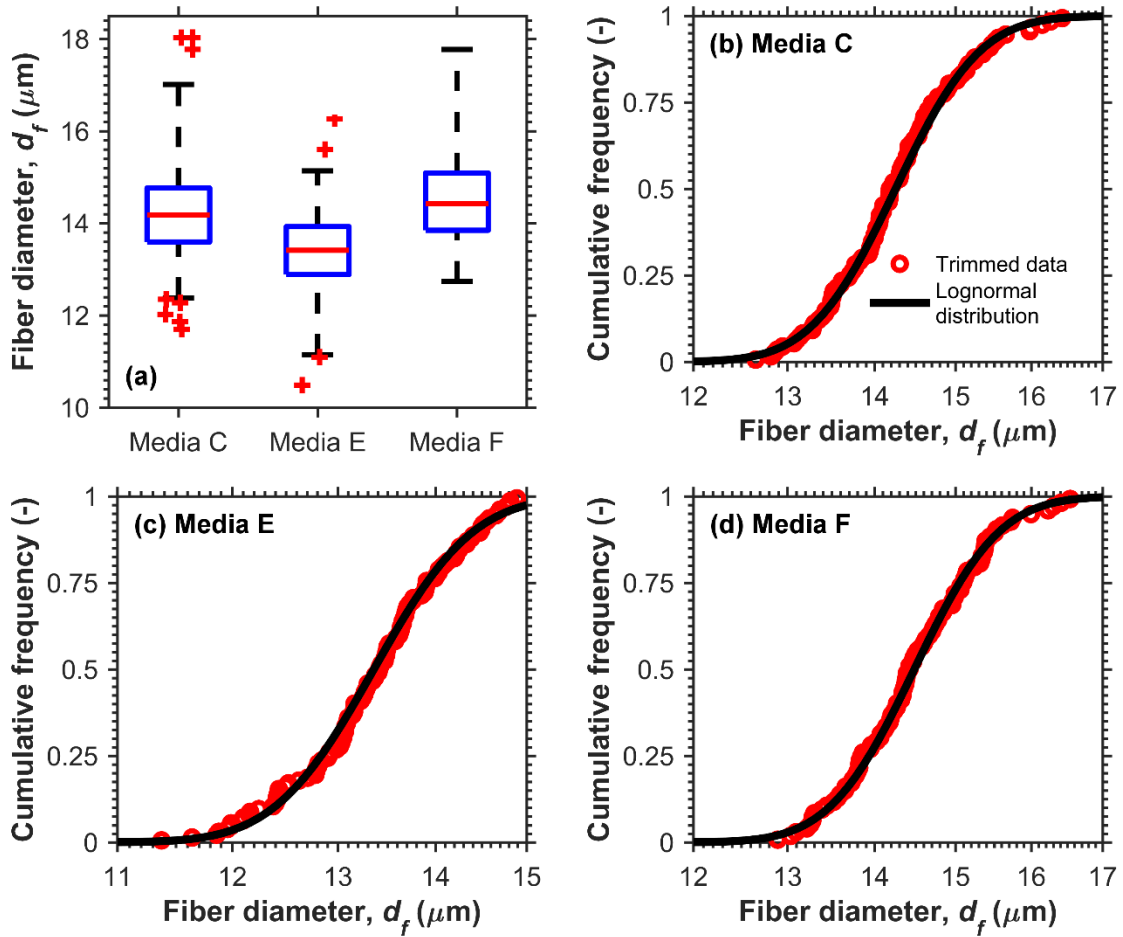 Fiber diameter, d_f (μm)
18
16
14
12
10
(a)
Media C
Media E
Media F
(b) Media C
Cumulative frequency (-)
1
0.75
0.5
0.25
0
Trimmed data
Lognormal
distribution
12
13
14
15
16
17
Fiber diameter, d_f (μm)
(c) Media E
Cumulative frequency (-)
1
0.75
0.5
0.25
0
11
12
13
14
15
Fiber diameter, d_f (μm)
(d) Media F
Cumulative frequency (-)
1
0.75
0.5
0.25
0
12
13
14
15
16
17
Fiber diameter, d_f (μm)